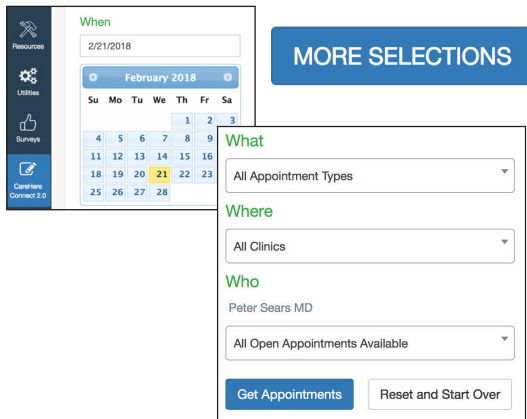 Resources
Utilities
Surveys
CareHere
Connect 2.0
When
2/21/2018
February 2018
Su Mo Tu We Th Fr Sa
1 2 3
4 5 6 7 8 9
11 12 13 14 15 16
18 19 20 21 22 23
25 26 27 28
MORE SELECTIONS
What
All Appointment Types
Where
All Clinics
Who
Peter Sears MD
All Open Appointments Available
Get Appointments Reset and Start Over